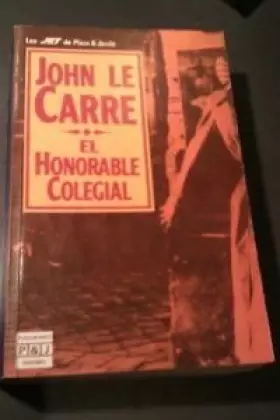 Los JET de Plaza & Janés
JOHN LE
CARRE
EL
HONORABLE
COLEGIAL
P&J